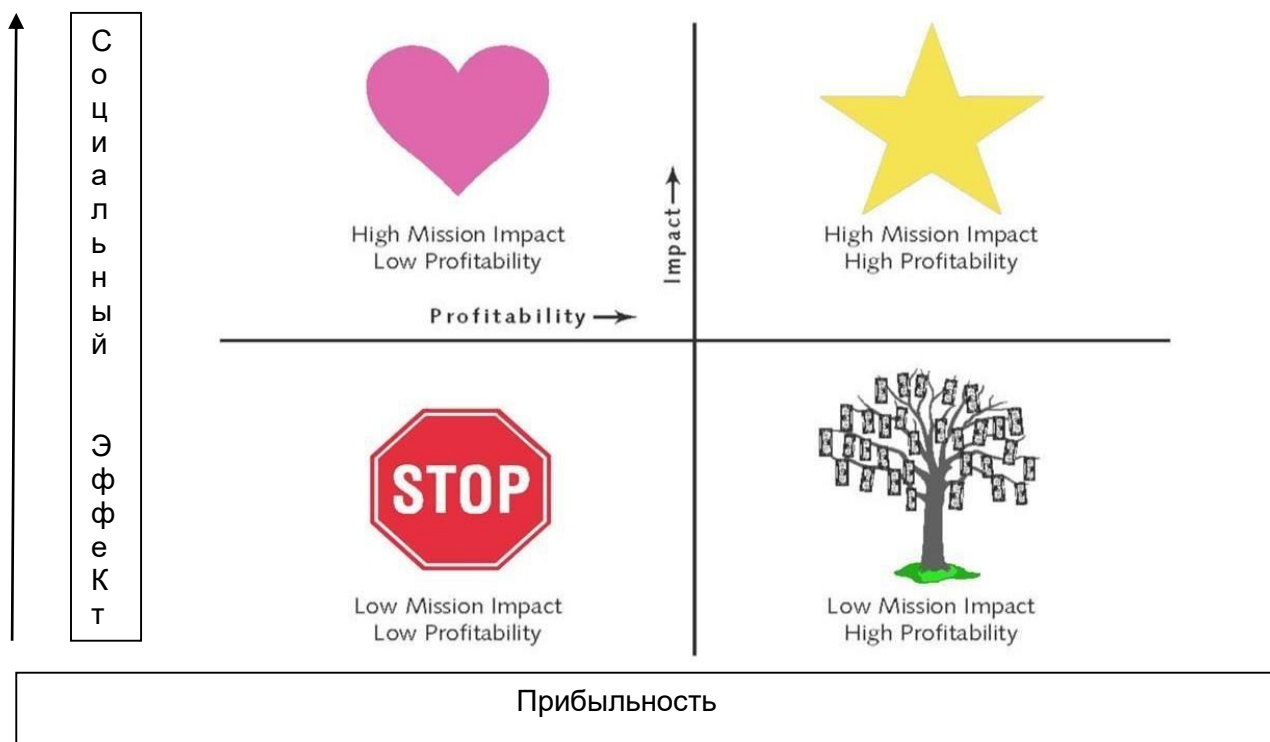 Социальный ЭффеКт
High Mission Impact
Low Profitability
Impact
High Mission Impact
High Profitability
Profitability
STOP
Low Mission Impact
Low Profitability
Low Mission Impact
High Profitability
Прибыльность